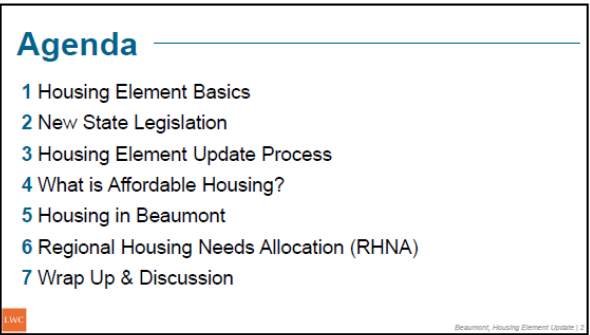 Agenda
1 Housing Element Basics
2 New State Legislation
3 Housing Element Update Process
4 What is Affordable Housing?
5 Housing in Beaumont
6 Regional Housing Needs Allocation (RHNA)
7 Wrap Up & Discussion
LWC
Beaumont, Housing Element Update | 2